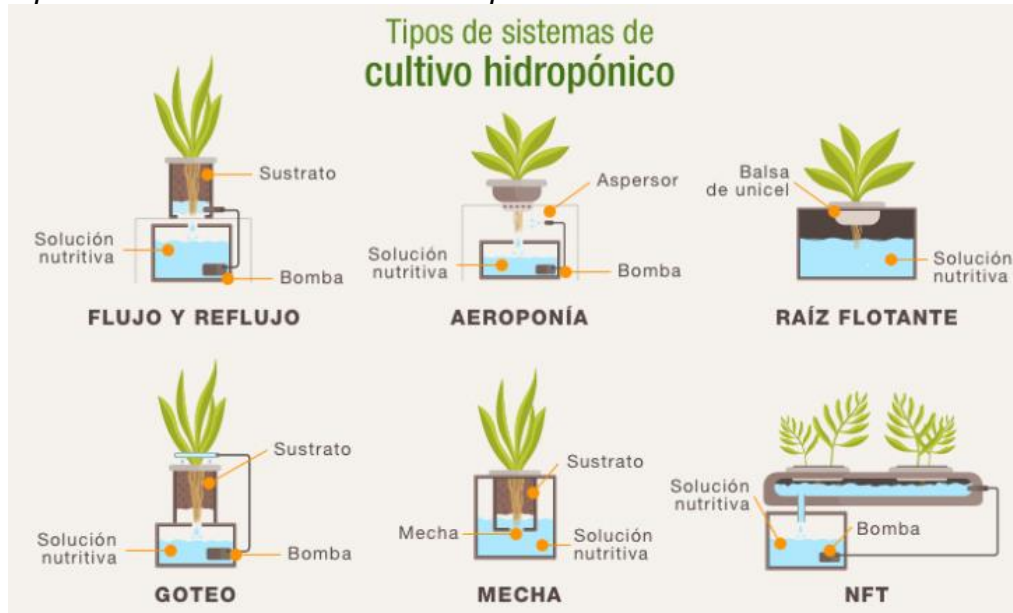 Tipos de sistemas de
cultivo hidropónico
Sustrato
Solución
nutritiva
Bomba
FLUJO Y REFLUJO
Aspersor
Solución
nutritiva
Bomba
AEROPONÍA
Balsa
de unicel
Solución
nutritiva
RAÍZ FLOTANTE
Sustrato
Solución
nutritiva
Bomba
GOTEO
Sustrato
Mecha
Solución
nutritiva
MECHA
Solución
nutritiva
Bomba
NFT